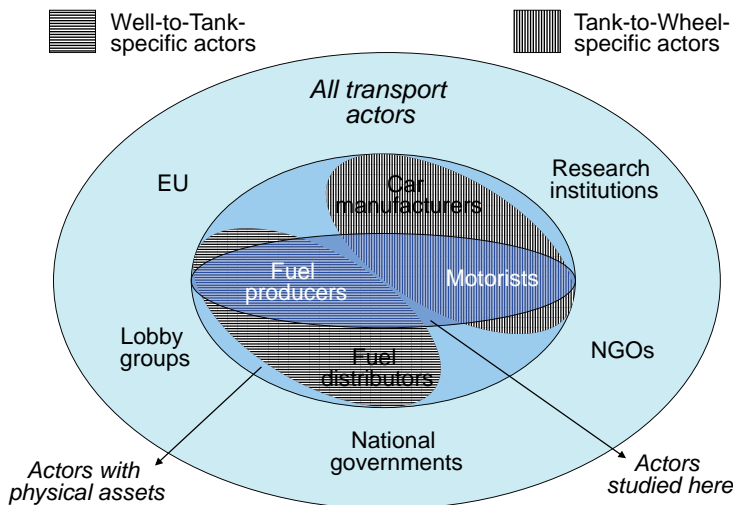 Well-to-Tank-
specific actors
Tank-to-Wheel-
specific actors
All transport
actors
EU
Research
institutions
Car
manufacturers
Fuel
producers
Motorists
Lobby
groups
Fuel
distributors
NGOs
National
governments
Actors with
physical assets
Actors
studied here